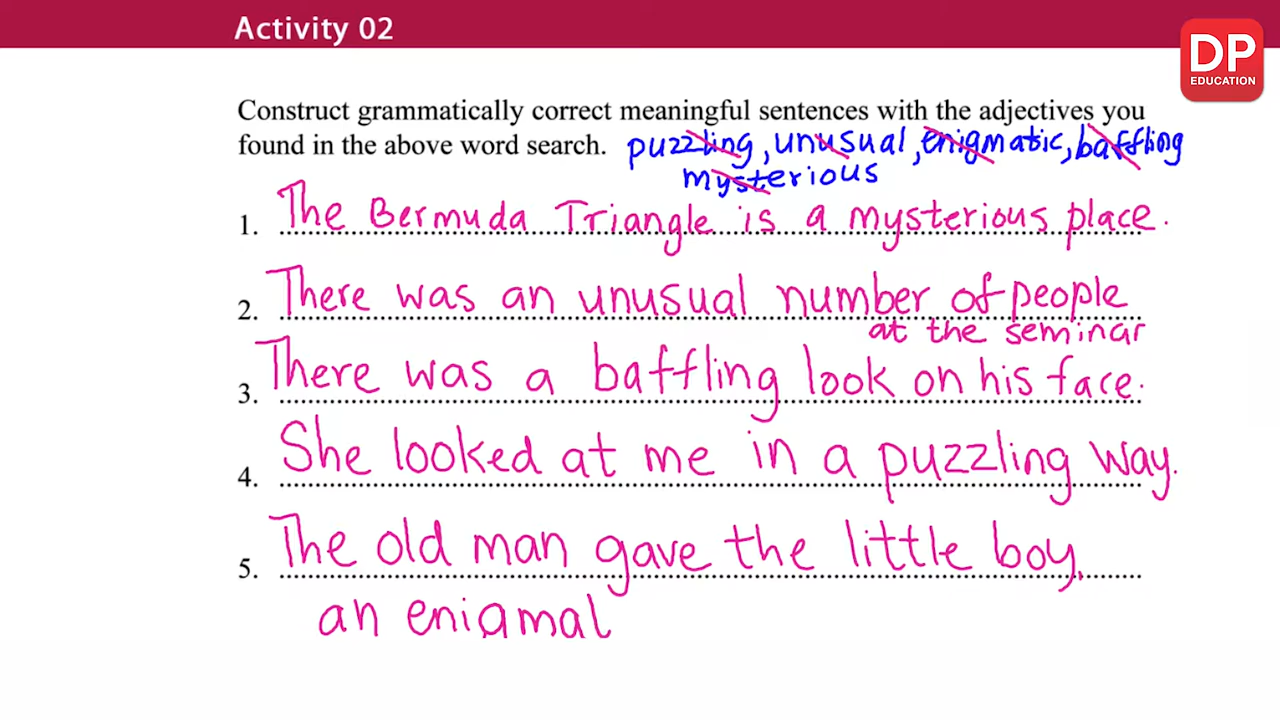 Activity 02
DP
EDUCATION
Construct grammatically correct meaningful sentences with the adjectives you
found in the above word search. puzzling, unusual, enigmatic, baffling
mysterious
1. The Bermuda Triangle is a mysterious place.
2. There was an unusual number of people
at the seminar
3. There was a baffling look on his face.
4. She looked at me in a puzzling way.
5. The old man gave the little boy,
an enigmal